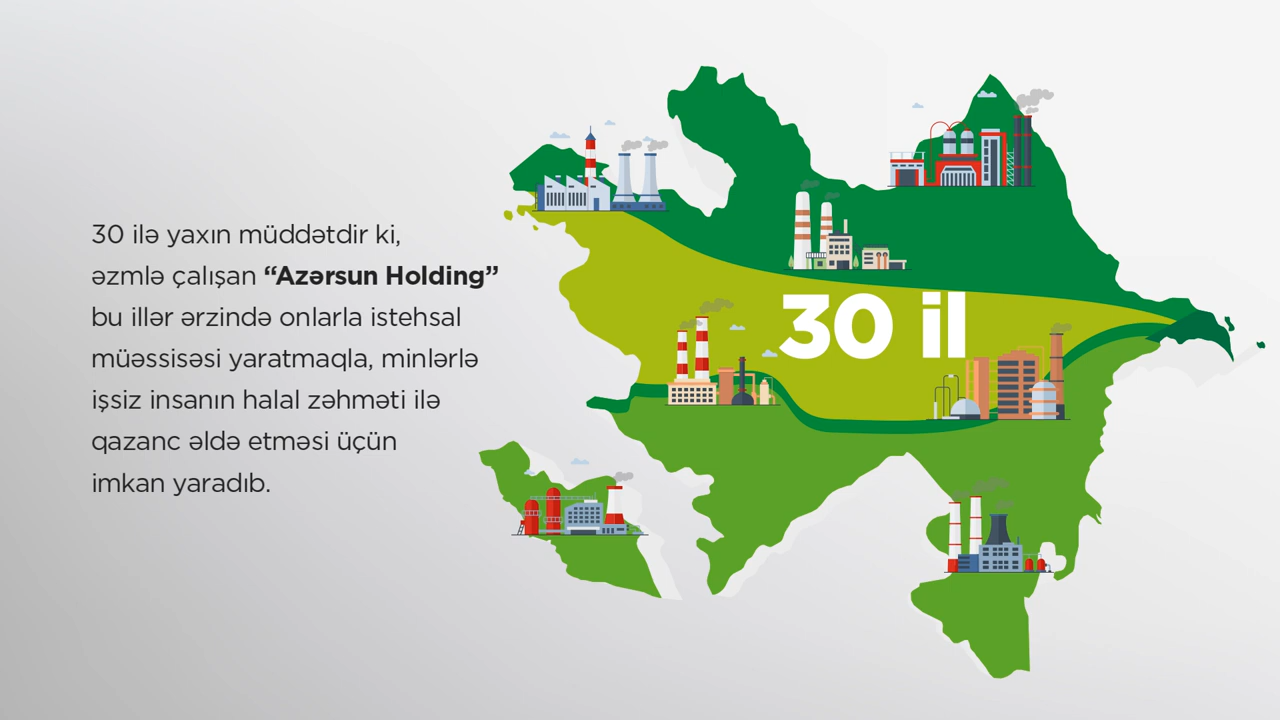 30 ilə yaxın müddətdir ki,
əzmlə çalışan “Azərsun Holding”
bu illər ərzində onlarla istehsal
müəssisəsi yaratmaqla, minlərlə
işsiz insanın halal zəhməti ilə
qazanc əldə etməsi üçün
imkan yaradıb.
30 il